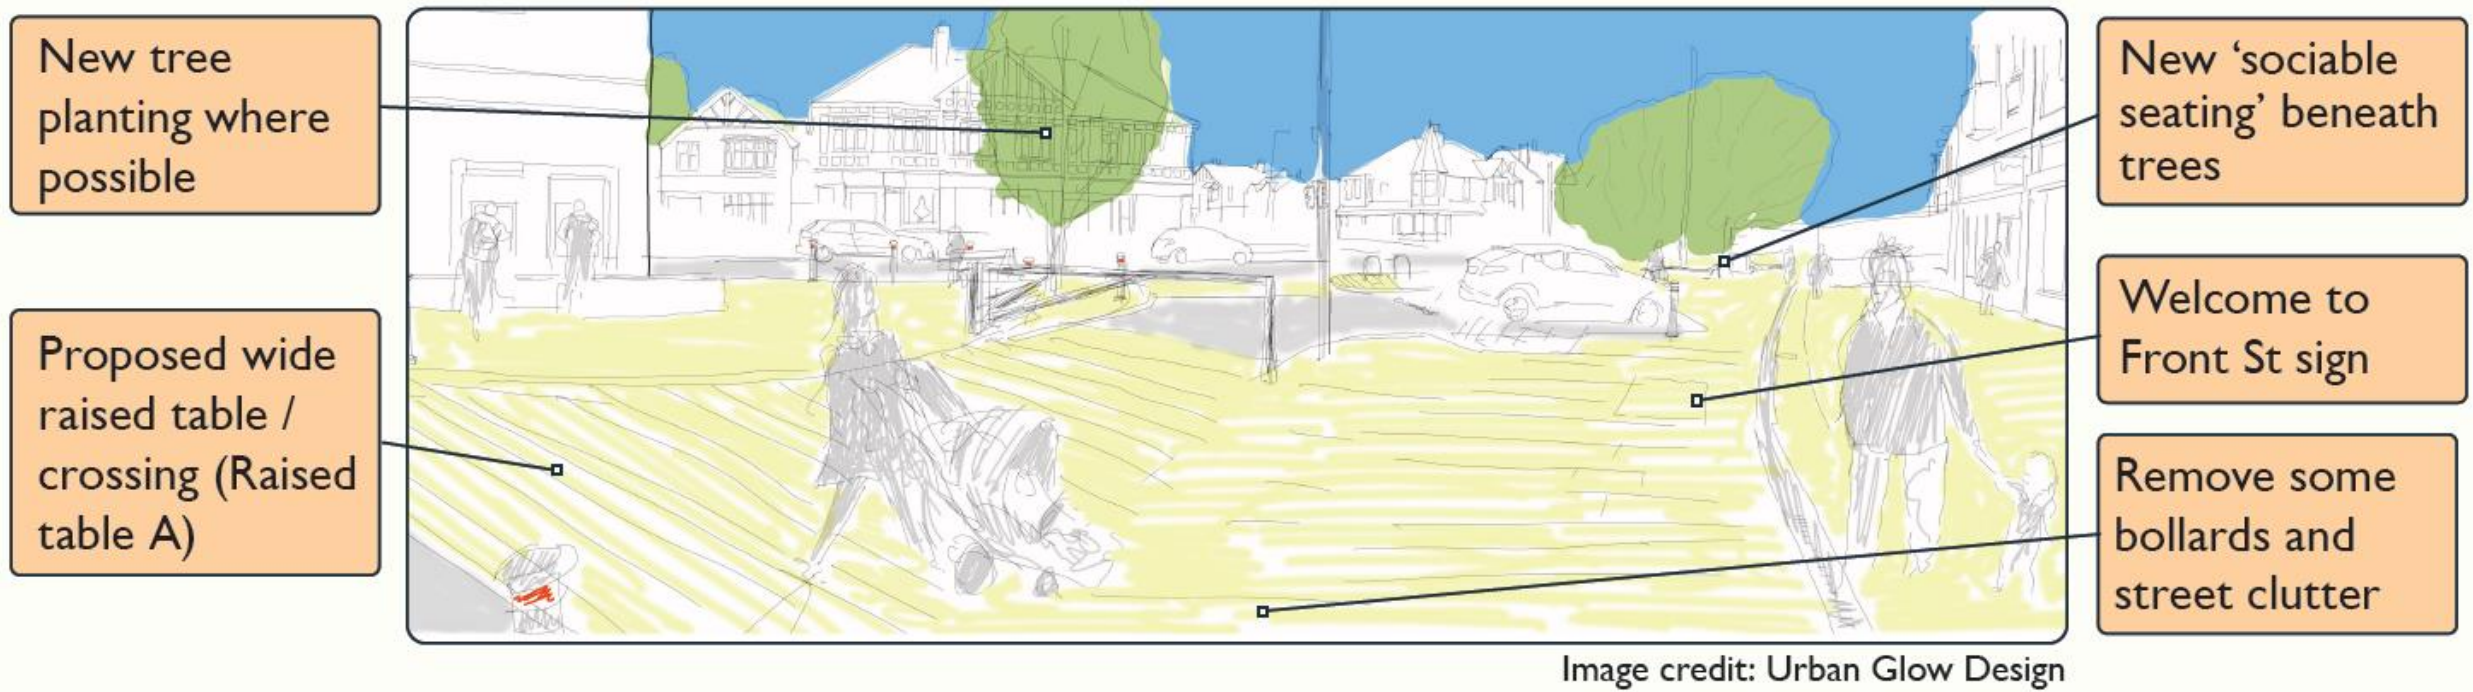 New tree
planting where
possible
Proposed wide
raised table /
crossing (Raised
table A)
New ‘sociable
seating’ beneath
trees
Welcome to
Front St sign
Remove some
bollards and
street clutter
Image credit: Urban Glow Design